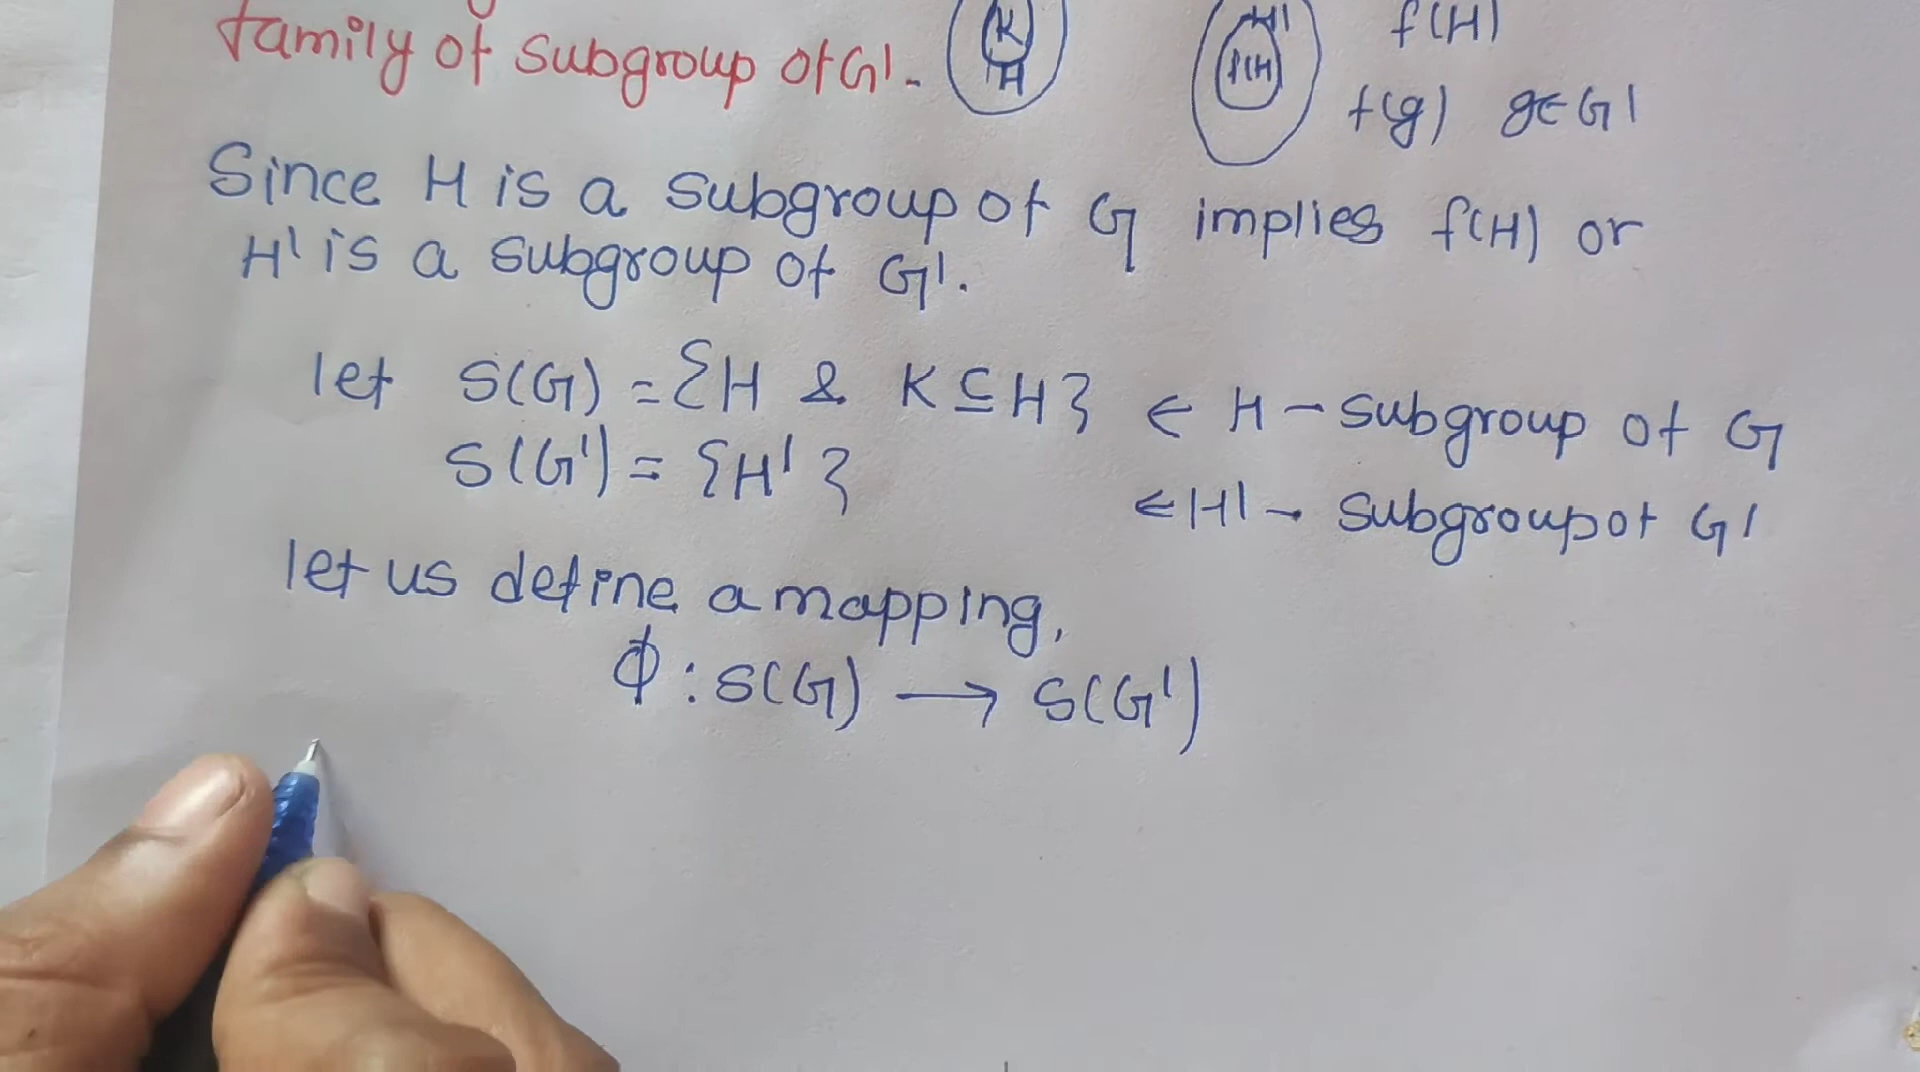 family of subgroup of G'.
K
H
H'
f(H)
f(H)
f(g) g∈G'
Since H is a subgroup of G implies f(H) or
H' is a subgroup of G'.
let S(G) = {H & K ⊆ H} ← H - subgroup of G
S(G') = {H'} ← H' - subgroup of G'
let us define a mapping,
φ : S(G) → S(G')